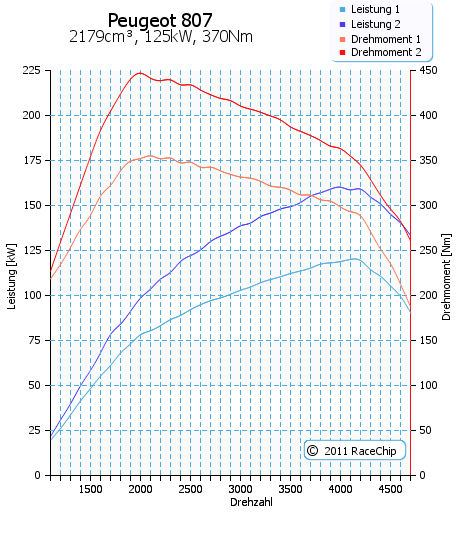 Peugeot 807
2179cm³, 125kW, 370Nm
Leistung 1
Leistung 2
Drehmoment 1
Drehmoment 2
225
200
175
150
125
100
75
50
25
0
Leistung [kW]
450
400
350
300
250
200
150
100
50
0
Drehmoment [Nm]
© 2011 RaceChip
1500 2000 2500 3000 3500 4000 4500
Drehzahl